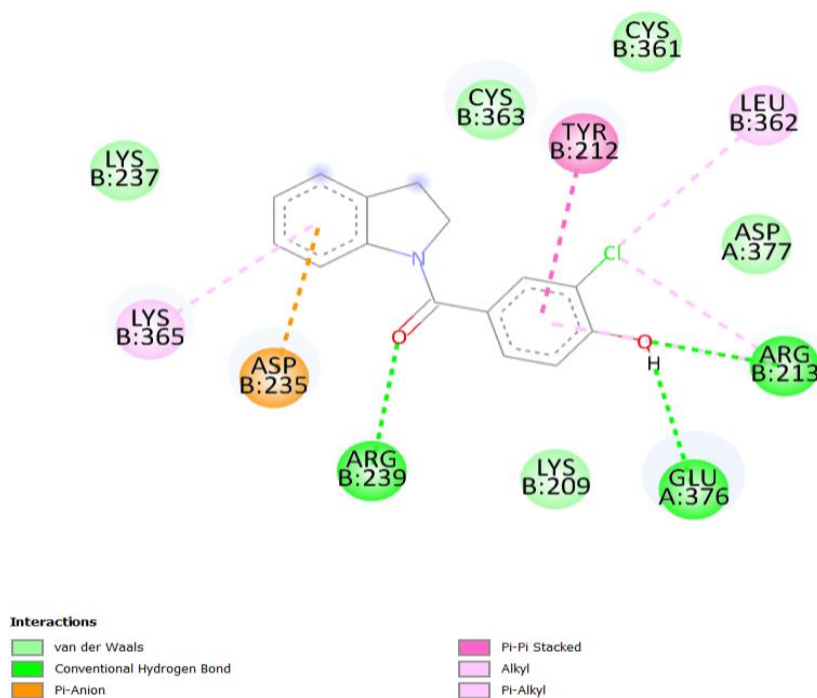 CYS
B:361
CYS
B:363
LEU
B:362
TYR
B:212
LYS
B:237
ASP
A:377
Cl
N
LYS
B:365
O
O
H
ASP
B:235
ARG
B:213
ARG
B:239
LYS
B:209
GLU
A:376
Interactions
van der Waals
Conventional Hydrogen Bond
Pi-Anion
Pi-Pi Stacked
Alkyl
Pi-Alkyl